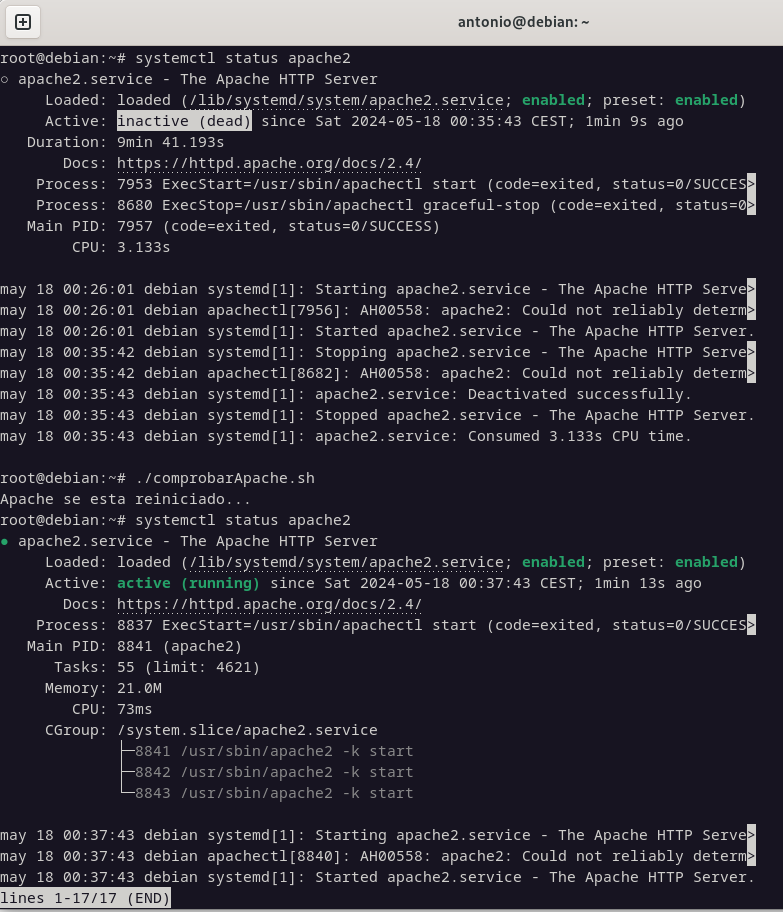 antonio@debian: ~
root@debian:~# systemctl status apache2
○ apache2.service - The Apache HTTP Server
     Loaded: loaded (/lib/systemd/system/apache2.service; enabled; preset: enabled)
     Active: inactive (dead) since Sat 2024-05-18 00:35:43 CEST; 1min 9s ago
   Duration: 9min 41.193s
       Docs: https://httpd.apache.org/docs/2.4/
    Process: 7953 ExecStart=/usr/sbin/apachectl start (code=exited, status=0/SUCCES>
    Process: 8680 ExecStop=/usr/sbin/apachectl graceful-stop (code=exited, status=0>
   Main PID: 7957 (code=exited, status=0/SUCCESS)
        CPU: 3.133s
may 18 00:26:01 debian systemd[1]: Starting apache2.service - The Apache HTTP Serve>
may 18 00:26:01 debian apachectl[7956]: AH00558: apache2: Could not reliably determ>
may 18 00:26:01 debian systemd[1]: Started apache2.service - The Apache HTTP Server.
may 18 00:35:42 debian systemd[1]: Stopping apache2.service - The Apache HTTP Serve>
may 18 00:35:42 debian apachectl[8682]: AH00558: apache2: Could not reliably determ>
may 18 00:35:43 debian systemd[1]: apache2.service: Deactivated successfully.
may 18 00:35:43 debian systemd[1]: Stopped apache2.service - The Apache HTTP Server.
may 18 00:35:43 debian systemd[1]: apache2.service: Consumed 3.133s CPU time.
root@debian:~# ./comprobarApache.sh
Apache se esta reiniciado...
root@debian:~# systemctl status apache2
● apache2.service - The Apache HTTP Server
     Loaded: loaded (/lib/systemd/system/apache2.service; enabled; preset: enabled)
     Active: active (running) since Sat 2024-05-18 00:37:43 CEST; 1min 13s ago
       Docs: https://httpd.apache.org/docs/2.4/
    Process: 8837 ExecStart=/usr/sbin/apachectl start (code=exited, status=0/SUCCES>
   Main PID: 8841 (apache2)
      Tasks: 55 (limit: 4621)
     Memory: 21.0M
        CPU: 73ms
     CGroup: /system.slice/apache2.service
             ├─8841 /usr/sbin/apache2 -k start
             ├─8842 /usr/sbin/apache2 -k start
             └─8843 /usr/sbin/apache2 -k start
may 18 00:37:43 debian systemd[1]: Starting apache2.service - The Apache HTTP Serve>
may 18 00:37:43 debian apachectl[8840]: AH00558: apache2: Could not reliably determ>
may 18 00:37:43 debian systemd[1]: Started apache2.service - The Apache HTTP Server.
lines 1-17/17 (END)